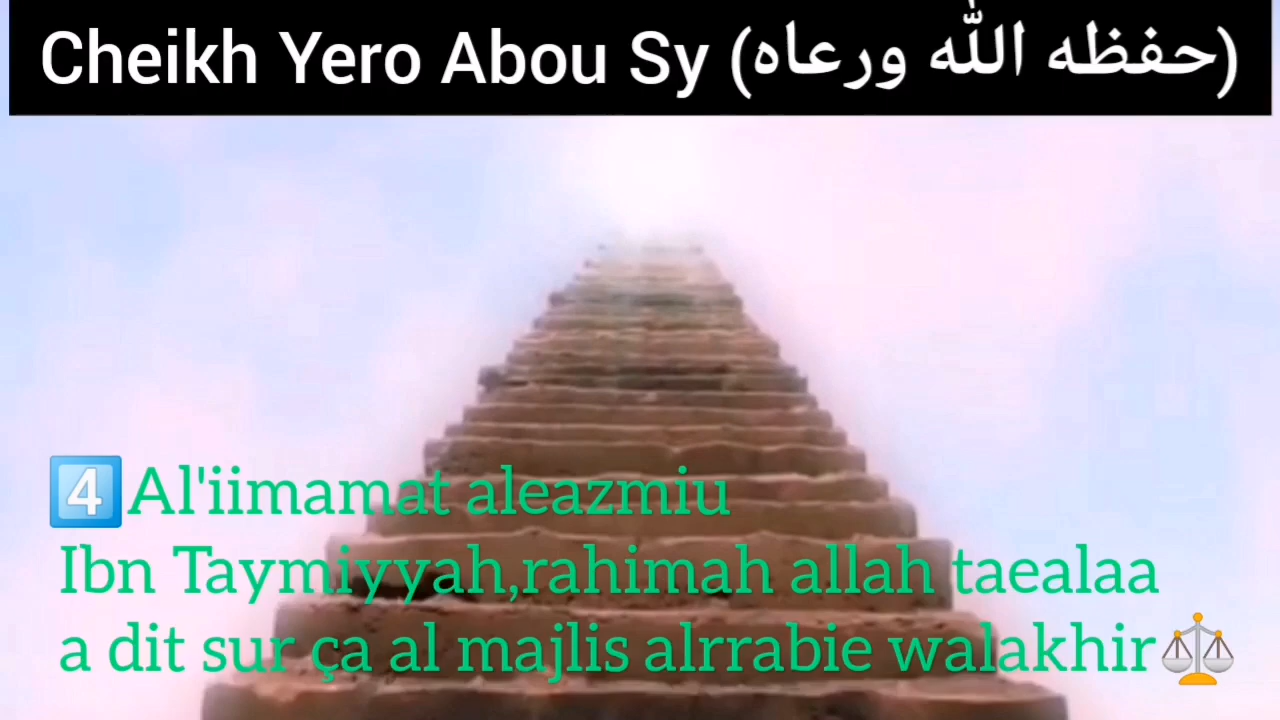 Cheikh Yero Abou Sy (حفظه الله ورعاه)
4️⃣Al'iimamat aleazmiu
Ibn Taymiyyah,rahimah allah taealaa
a dit sur ça al majlis alrrabie walakhir⚖️